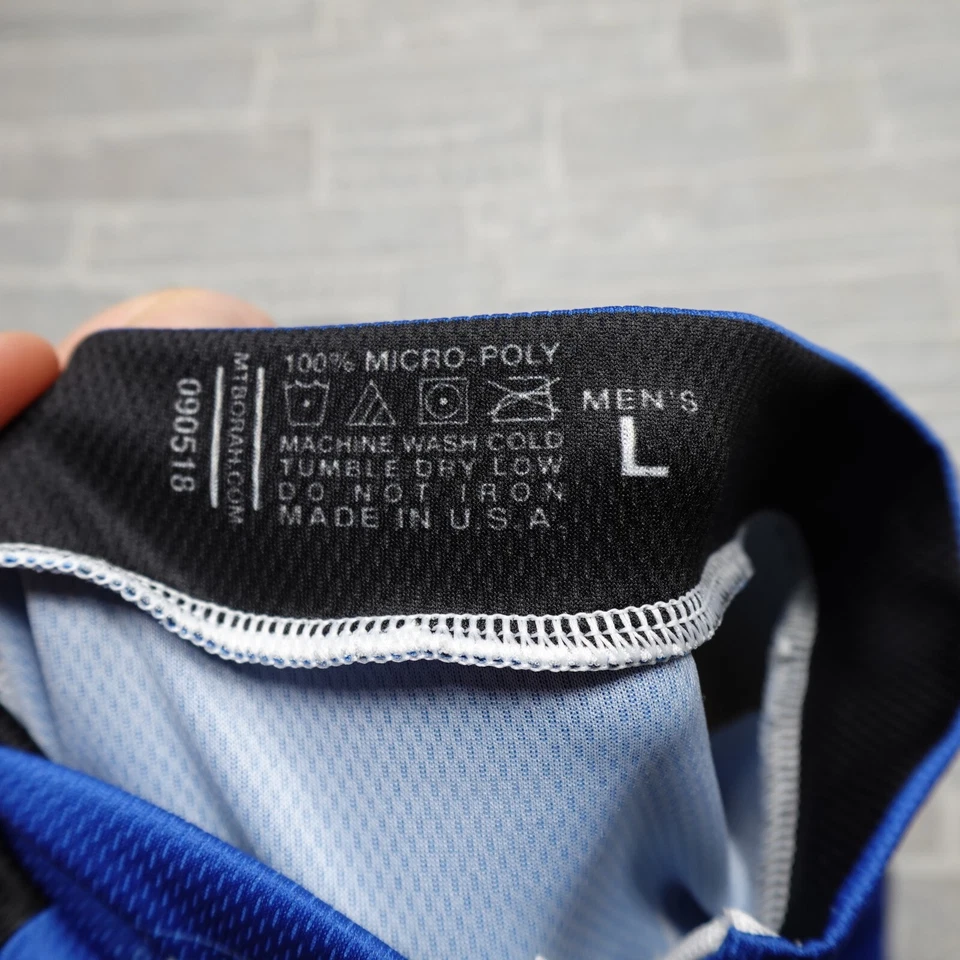 090518
MTBORAH.COM
100% MICRO-POLY
MACHINE WASH COLD
TUMBLE DRY LOW
DO NOT IRON
MADE IN U.S.A.
MEN'S
L